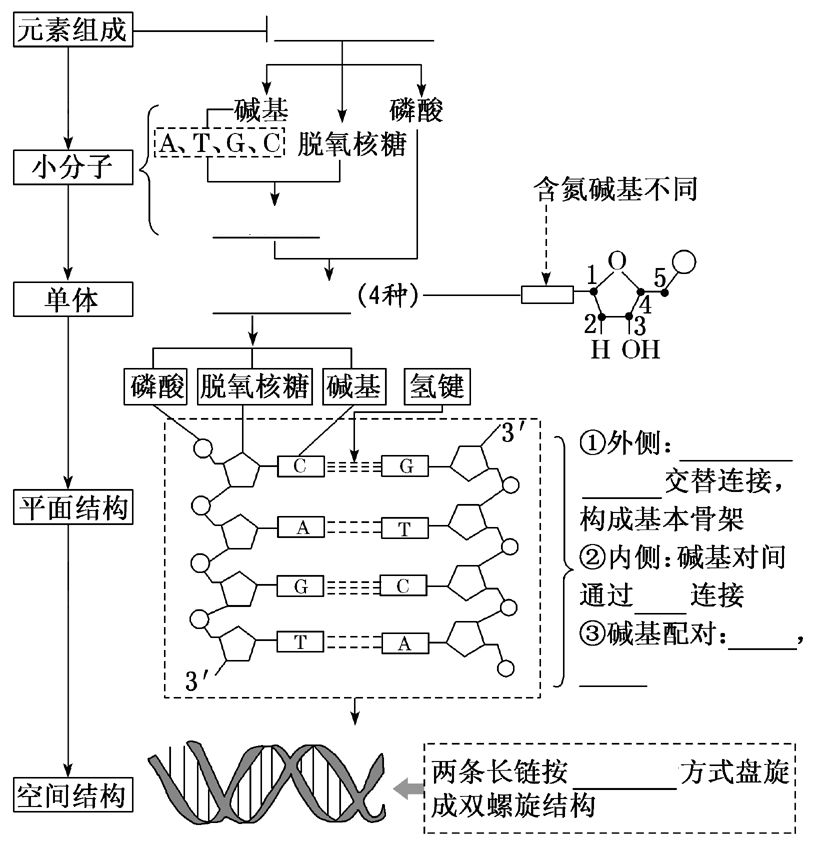 元素组成
碱基
磷酸
A、T、G、C
脱氧核糖
小分子
含氮碱基不同
单体
(4种)
O
1
5
4
2
3
H OH
磷酸
脱氧核糖
碱基
氢键
3′
C
G
A
T
G
C
T
A
3′
平面结构
①外侧：
交替连接，
构成基本骨架
②内侧：碱基对间
通过 连接
③碱基配对： ，
空间结构
两条长链按 方式盘旋
成双螺旋结构